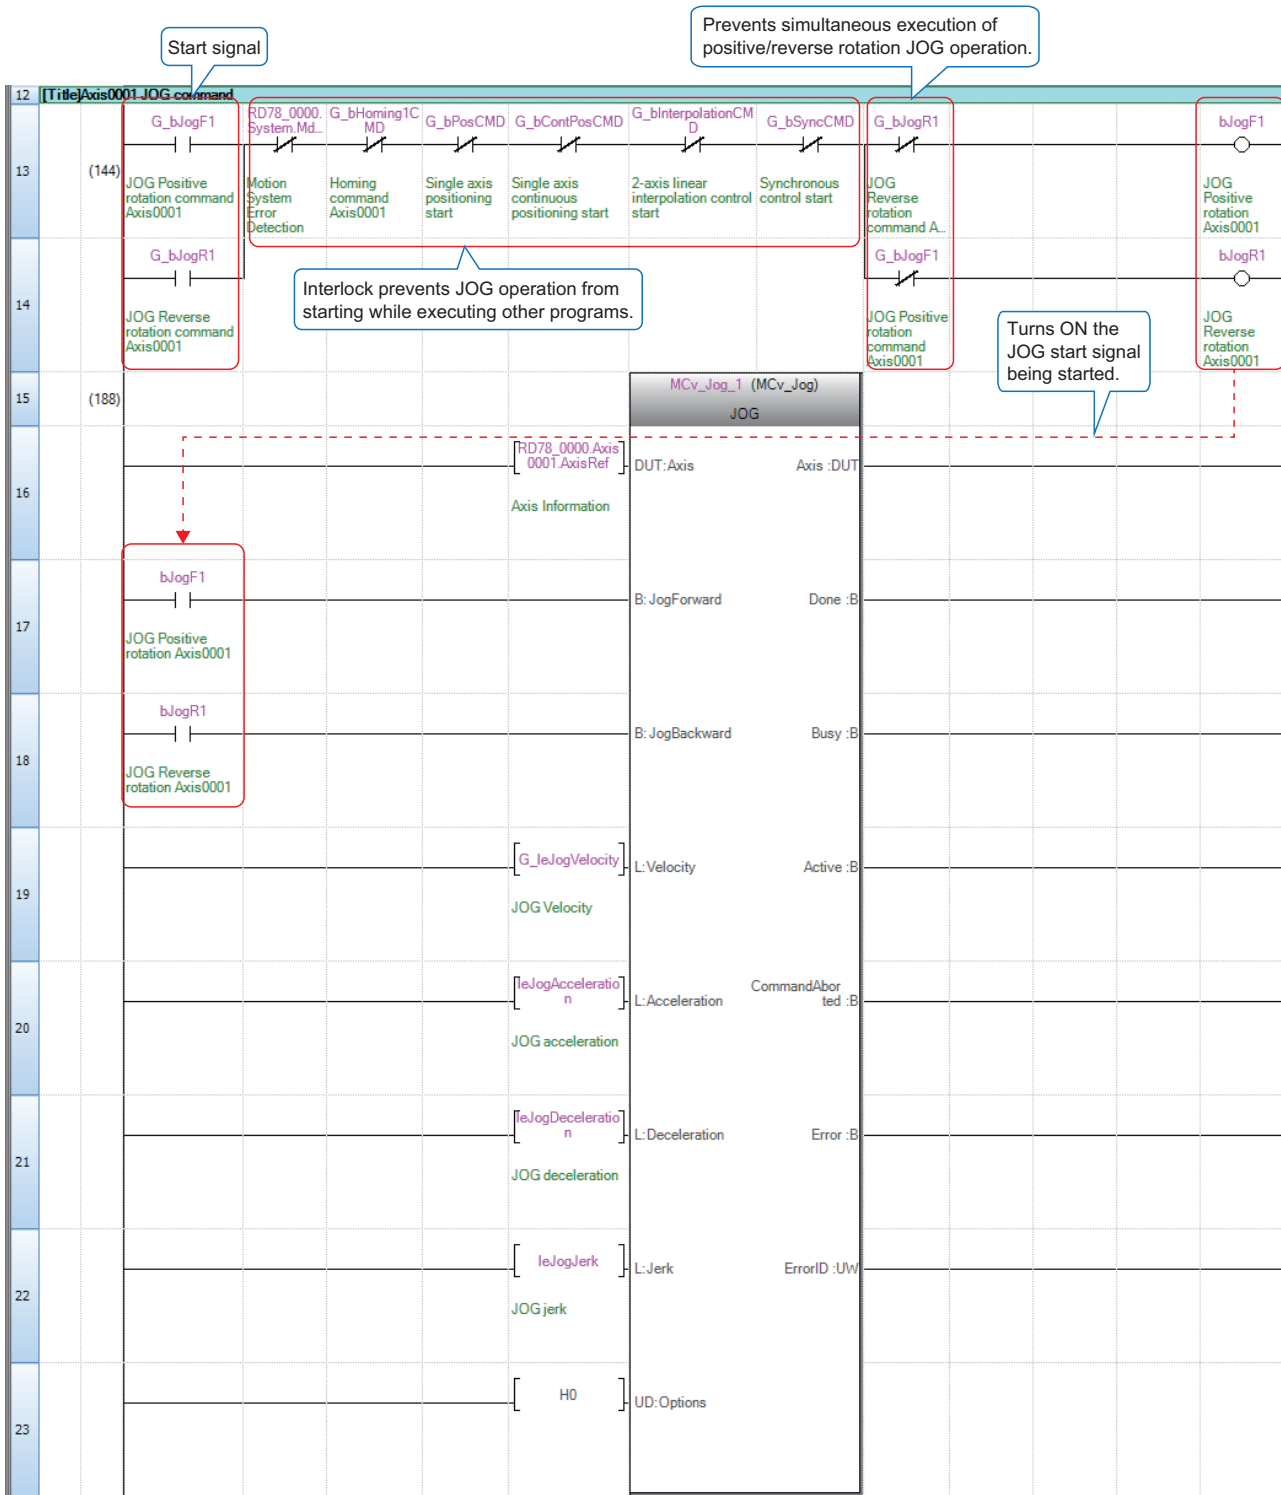 Prevents simultaneous execution of
positive/reverse rotation JOG operation.
Start signal
12 [Title]Axis0001 JOG command
G_bJogF1
RD78_0000.
System.Md...
G_bHoming1C
MD
G_bPosCMD
G_bContPosCMD
G_bInterpolationCM
D
G_bSyncCMD
G_bJogR1
bJogF1
13
(144)
JOG Positive
rotation command
Axis0001
Motion
System
Error
Detection
Homing
command
Axis0001
Single axis
positioning
start
Single axis
continuous
positioning start
2-axis linear
interpolation control
start
Synchronous
control start
JOG
Reverse
rotation
command A...
JOG
Positive
rotation
Axis0001
G_bJogR1
G_bJogF1
bJogR1
14
JOG Reverse
rotation command
Axis0001
Interlock prevents JOG operation from
starting while executing other programs.
JOG Positive
rotation
command
Axis0001
Turns ON the
JOG start signal
being started.
JOG
Reverse
rotation
Axis0001
15
(188)
MCv_Jog_1 (MCv_Jog)
JOG
16
RD78_0000.Axis
0001.AxisRef
DUT:Axis
Axis :DUT
Axis Information
17
bJogF1
B:JogForward
Done :B
JOG Positive
rotation Axis0001
18
bJogR1
B:JogBackward
Busy :B
JOG Reverse
rotation Axis0001
19
G_leJogVelocity
L:Velocity
Active :B
JOG Velocity
20
leJogAcceleratio
n
L:Acceleration
CommandAbor
ted :B
JOG acceleration
21
leJogDeceleratio
n
L:Deceleration
Error :B
JOG deceleration
22
leJogJerk
L:Jerk
ErrorID :UW
JOG jerk
23
H0
UD:Options